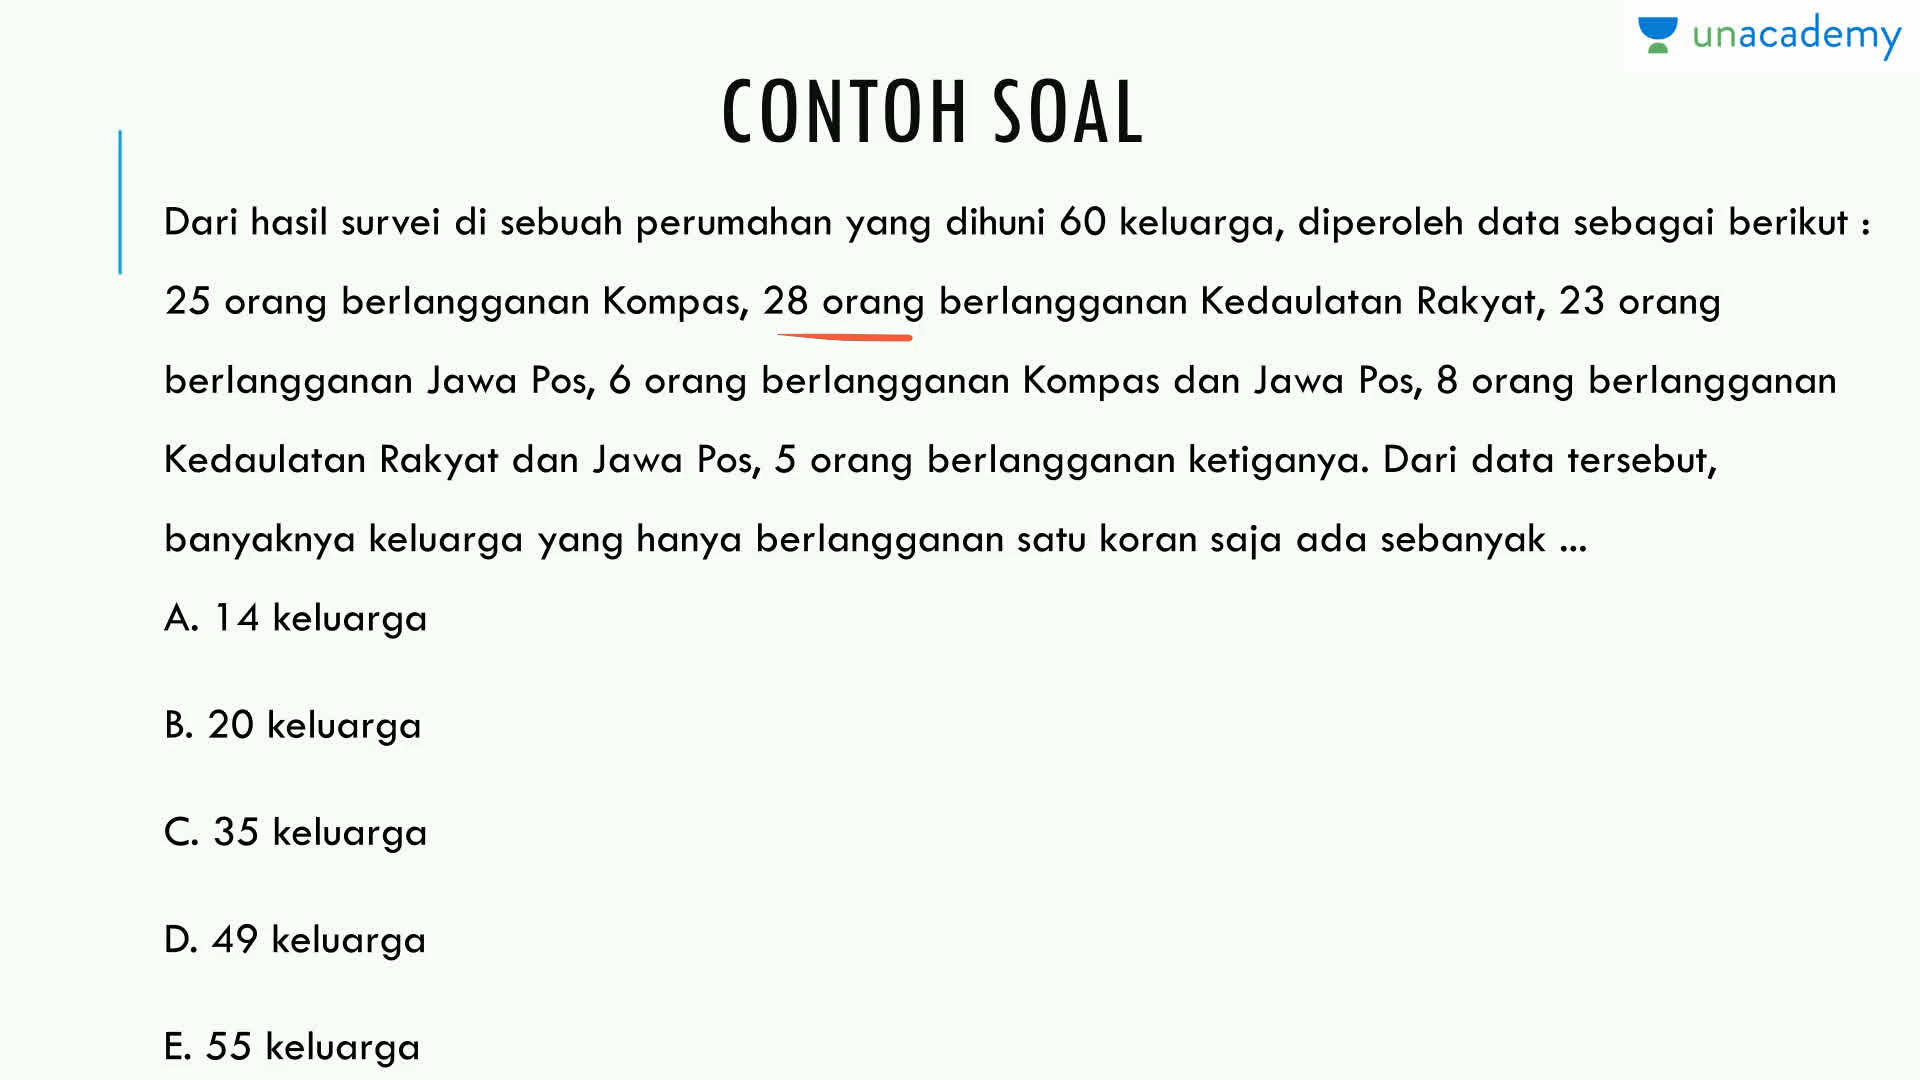 unacademy
CONTOH SOAL
Dari hasil survei di sebuah perumahan yang dihuni 60 keluarga, diperoleh data sebagai berikut :
25 orang berlangganan Kompas, 28 orang berlangganan Kedaulatan Rakyat, 23 orang
berlangganan Jawa Pos, 6 orang berlangganan Kompas dan Jawa Pos, 8 orang berlangganan
Kedaulatan Rakyat dan Jawa Pos, 5 orang berlangganan ketiganya. Dari data tersebut,
banyaknya keluarga yang hanya berlangganan satu koran saja ada sebanyak ...
A. 14 keluarga
B. 20 keluarga
C. 35 keluarga
D. 49 keluarga
E. 55 keluarga